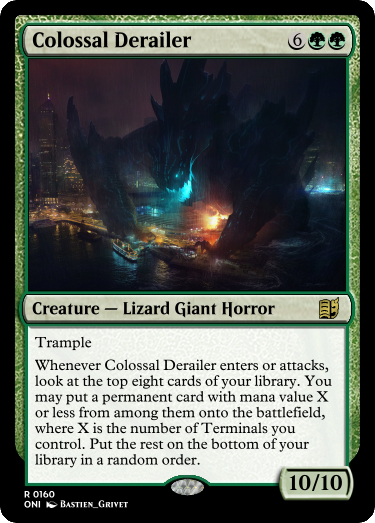 Colossal Derailer 6
Creature — Lizard Giant Horror
Trample
Whenever Colossal Derailer enters or attacks,
look at the top eight cards of your library. You
may put a permanent card with mana value X
or less from among them onto the battlefield,
where X is the number of Terminals you
control. Put the rest on the bottom of your
library in a random order.
10/10
R 0160
ONI Bastien_Grivet